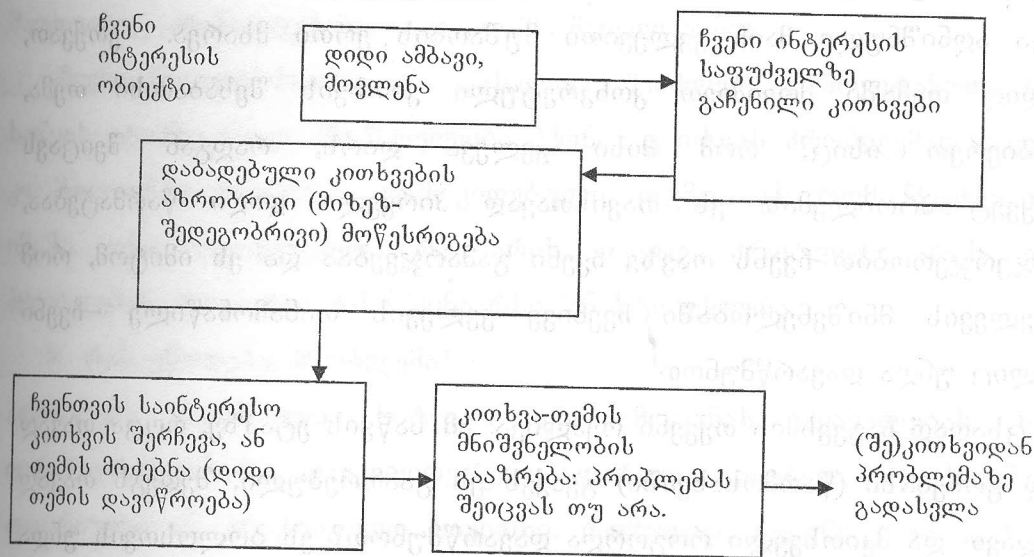 ჩვენი
ინტერესის
ობიექტი
დიდი ამბავი,
მოვლენა
ჩვენი ინტერესის
საფუძველზე
გაჩენილი კითხვები
დაბადებული კითხვების
აზრობრივი (მიზეზ-
შედეგობრივი) მოწესრიგება
ჩვენთვის საინტერესო
კითხვის შერჩევა, ან
თემის მოძებნა (დიდი
თემის დავიწროება)
კითხვა-თემის
მნიშვნელობის
გააზრება: პრობლემას
შეიცვას თუ არა.
(შე)კითხვიდან
პრობლემაზე
გადასვლა